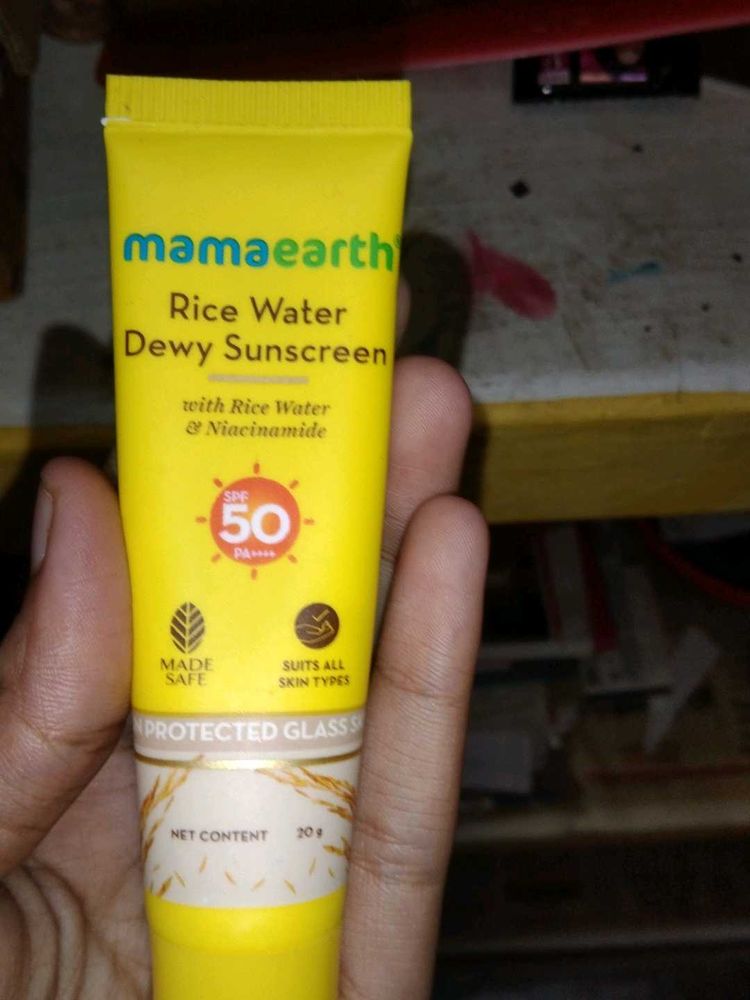 mamaearth
Rice Water
Dewy Sunscreen
with Rice Water
& Niacinamide
SPF
50
PA++++
MADE
SAFE
SUITS ALL
SKIN TYPES
PROTECTED GLASS
NET CONTENT 20 g